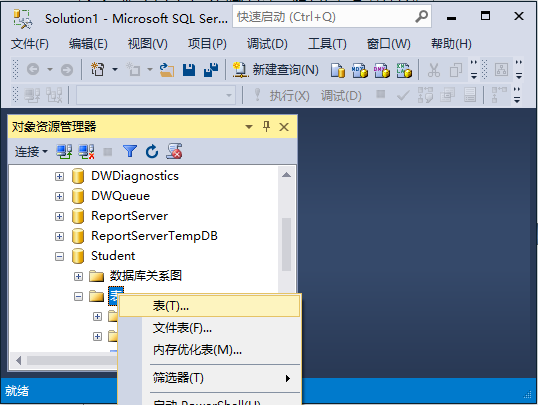 Solution1 - Microsoft SQL Ser...
快速启动 (Ctrl+Q)
文件(F) 编辑(E) 视图(V) 项目(P) 调试(D) 工具(T) 窗口(W) 帮助(H)
新建查询(N)
执行(X) 调试(D)
对象资源管理器
连接
DWDiagnostics
DWQueue
ReportServer
ReportServerTempDB
Student
数据库关系图
表
表(T)...
文件表(F)...
内存优化表(M)...
筛选器(T)
启动 PowerShell(H)
就绪